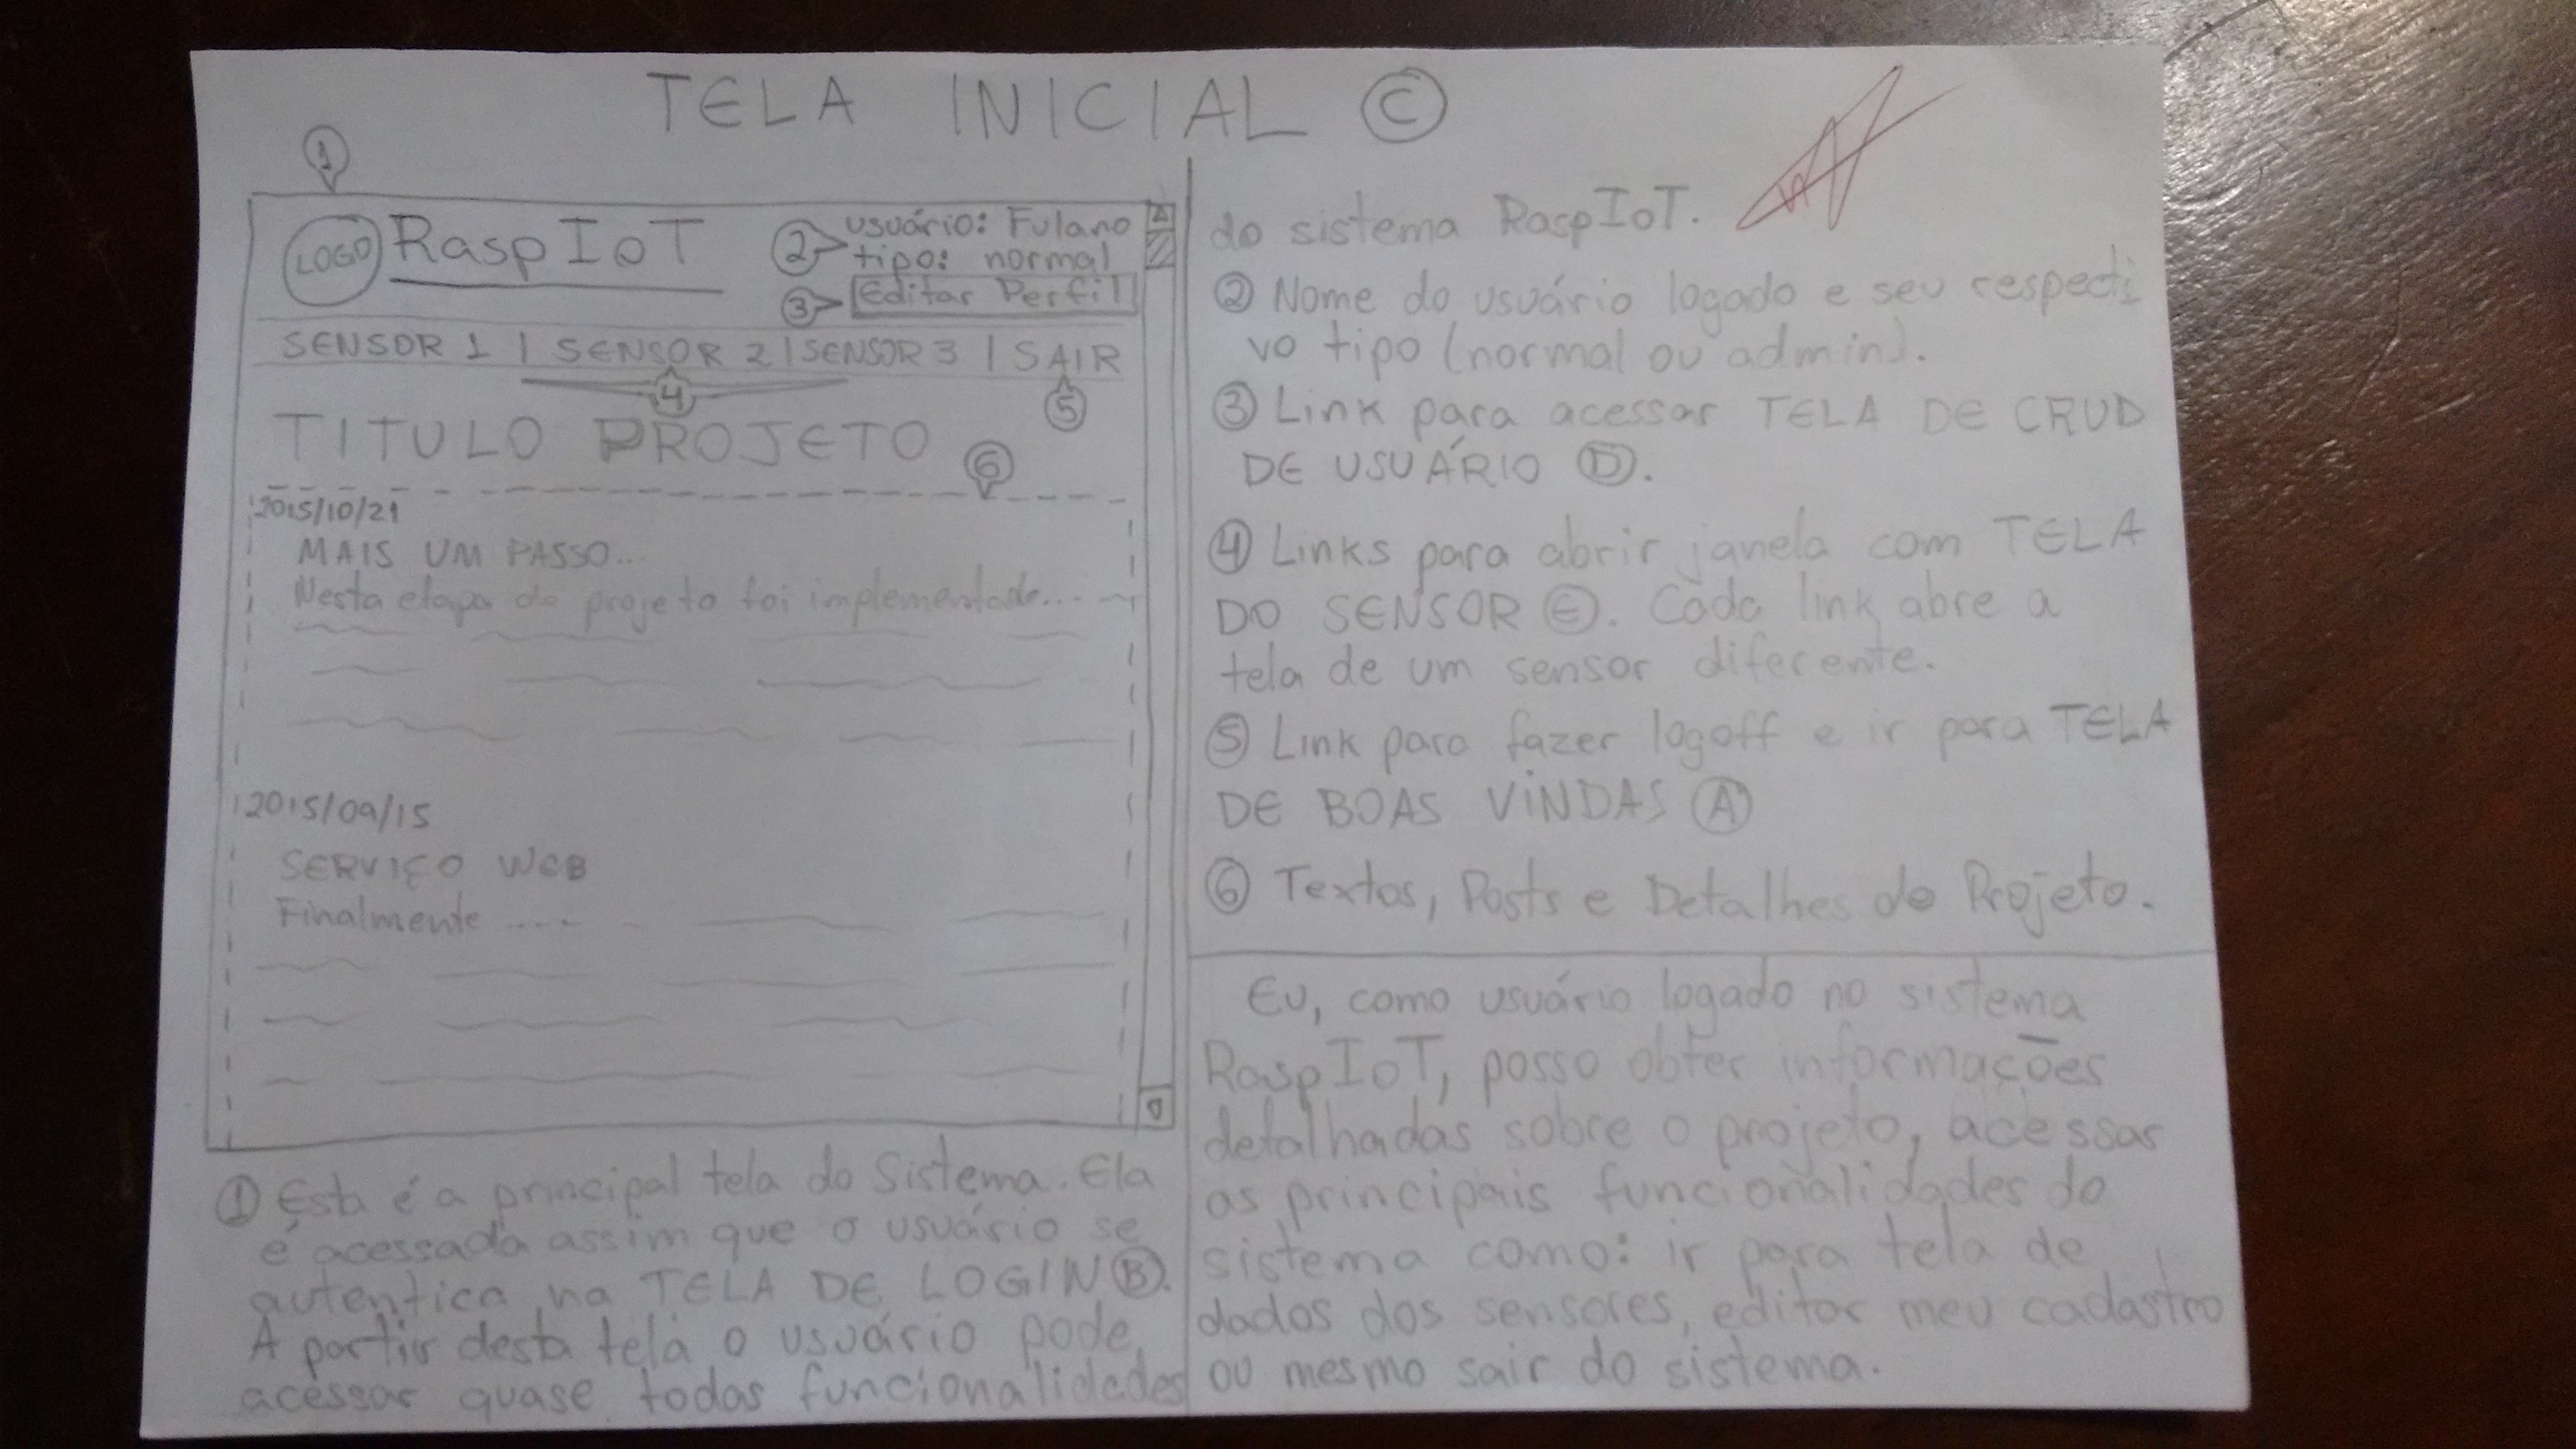 TELA INICIAL C
1
LOGO RaspIoT
2 usuário: Fulano
tipo: normal
3 Editar Perfil
SENSOR 1 | SENSOR 2 | SENSOR 3 | SAIR
4
5
TITULO PROJETO
6
2015/10/21
MAIS UM PASSO...
Nesta etapa do projeto foi implementado...
2015/09/15
SERVIÇO WEB
Finalmente ....
1 Esta é a principal tela do Sistema. Ela
é acessada assim que o usuário se
autentica na TELA DE LOGIN B.
A partir desta tela o usuário pode
acessar quase todas funcionalidades
do sistema RaspIoT.
2 Nome do usuário logado e seu respecti
vo tipo (normal ou admin).
3 Link para acessar TELA DE CRUD
DE USUÁRIO D.
4 Links para abrir janela com TELA
DO SENSOR E. Cada link abre a
tela de um sensor diferente.
5 Link para fazer logoff e ir para TELA
DE BOAS VINDAS A
6 Textos, Posts e Detalhes do Projeto.
Eu, como usuário logado no sistema
RaspIoT, posso obter informações
detalhadas sobre o projeto, acessar
as principais funcionalidades do
sistema como: ir para tela de
dados dos sensores, editar meu cadastro
ou mesmo sair do sistema.